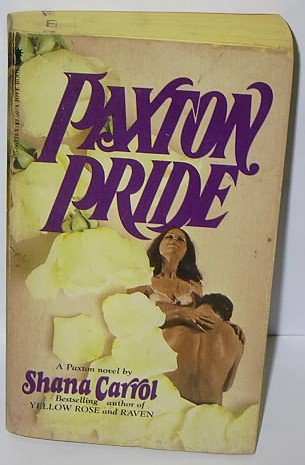 PAXTON
PRIDE
A Paxton novel by
Shana Carrol
Bestselling author of
YELLOW ROSE and RAVEN